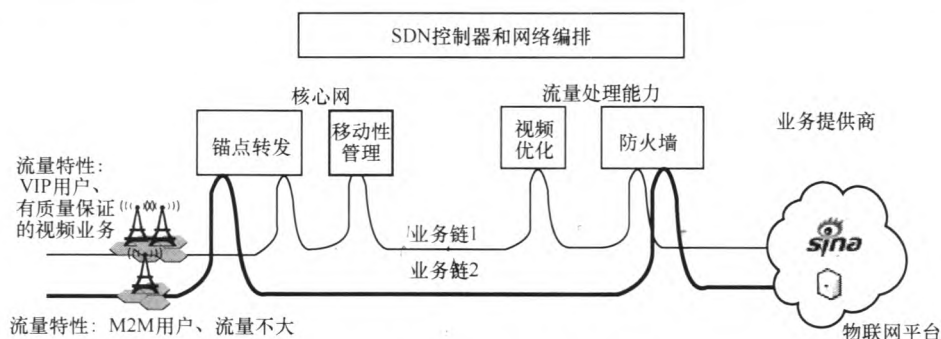 SDN控制器和网络编排
核心网
流量处理能力
锚点转发
移动性
管理
视频
优化
防火墙
业务提供商
流量特性：
VIP用户、
有质量保证
的视频业务
业务链1
业务链2
sina
流量特性：M2M用户、流量不大
物联网平台